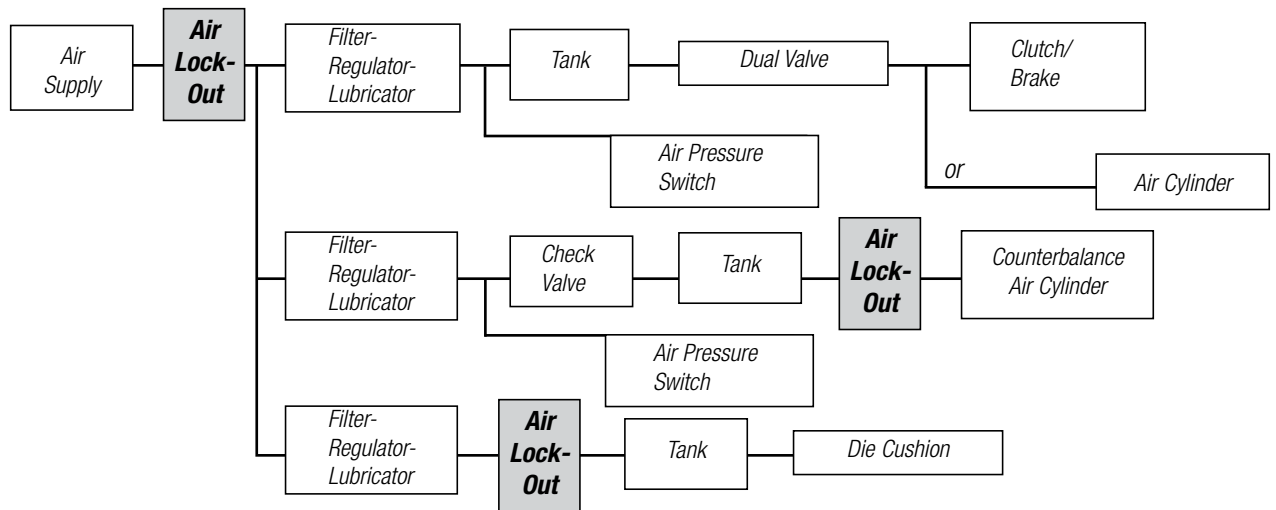 Air
Supply
Air
Lock-
Out
Filter-
Regulator-
Lubricator
Tank
Dual Valve
Clutch/
Brake
Air Pressure
Switch
or
Air Cylinder
Filter-
Regulator-
Lubricator
Check
Valve
Tank
Air
Lock-
Out
Counterbalance
Air Cylinder
Air Pressure
Switch
Filter-
Regulator-
Lubricator
Air
Lock-
Out
Tank
Die Cushion